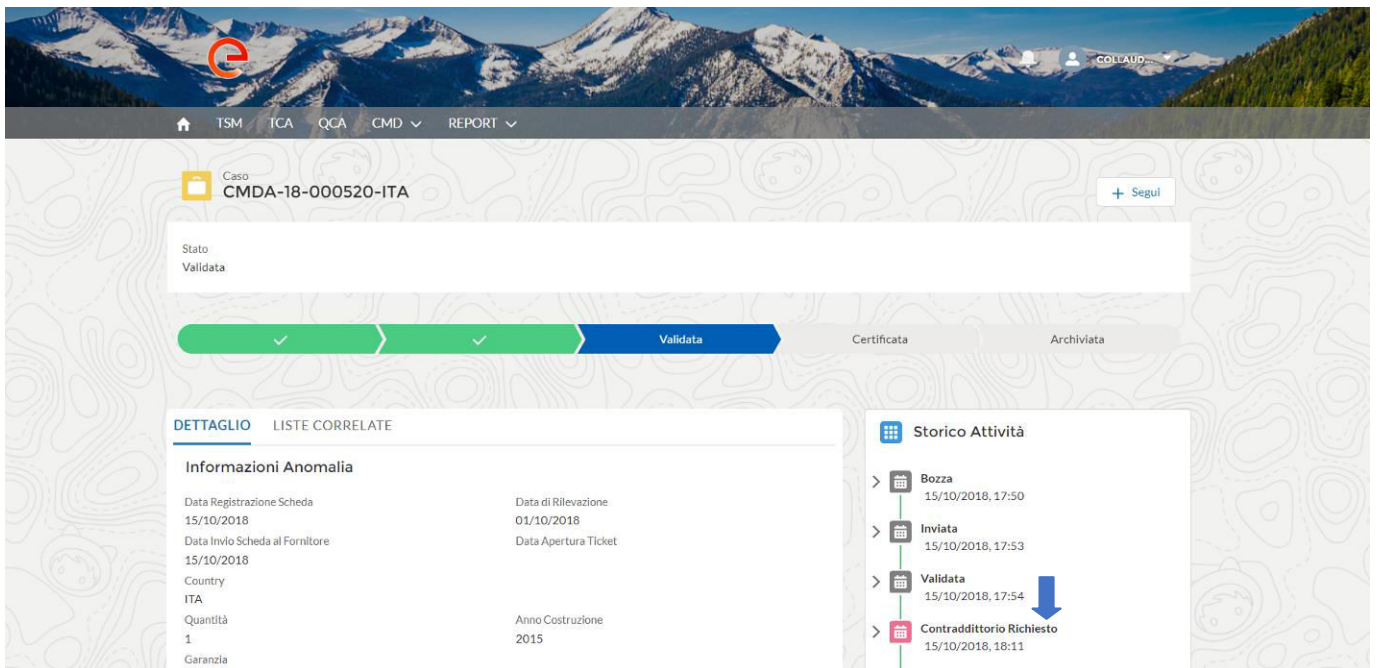 e
COLLAUD...
TSM TCA QCA CMD REPORT
Caso
CMDA-18-000520-ITA
+ Segui
Stato
Validata
Validata Certificata Archiviata
DETTAGLIO LISTE CORRELATE
Informazioni Anomalia
Data Registrazione Scheda Data di Rilevazione
15/10/2018 01/10/2018
Data Invio Scheda al Fornitore Data Apertura Ticket
15/10/2018
Country
ITA
Quantità Anno Costruzione
1 2015
Garanzia
Storico Attività
Bozza
15/10/2018, 17:50
Inviata
15/10/2018, 17:53
Validata
15/10/2018, 17:54
Contraddittorio Richiesto
15/10/2018, 18:11